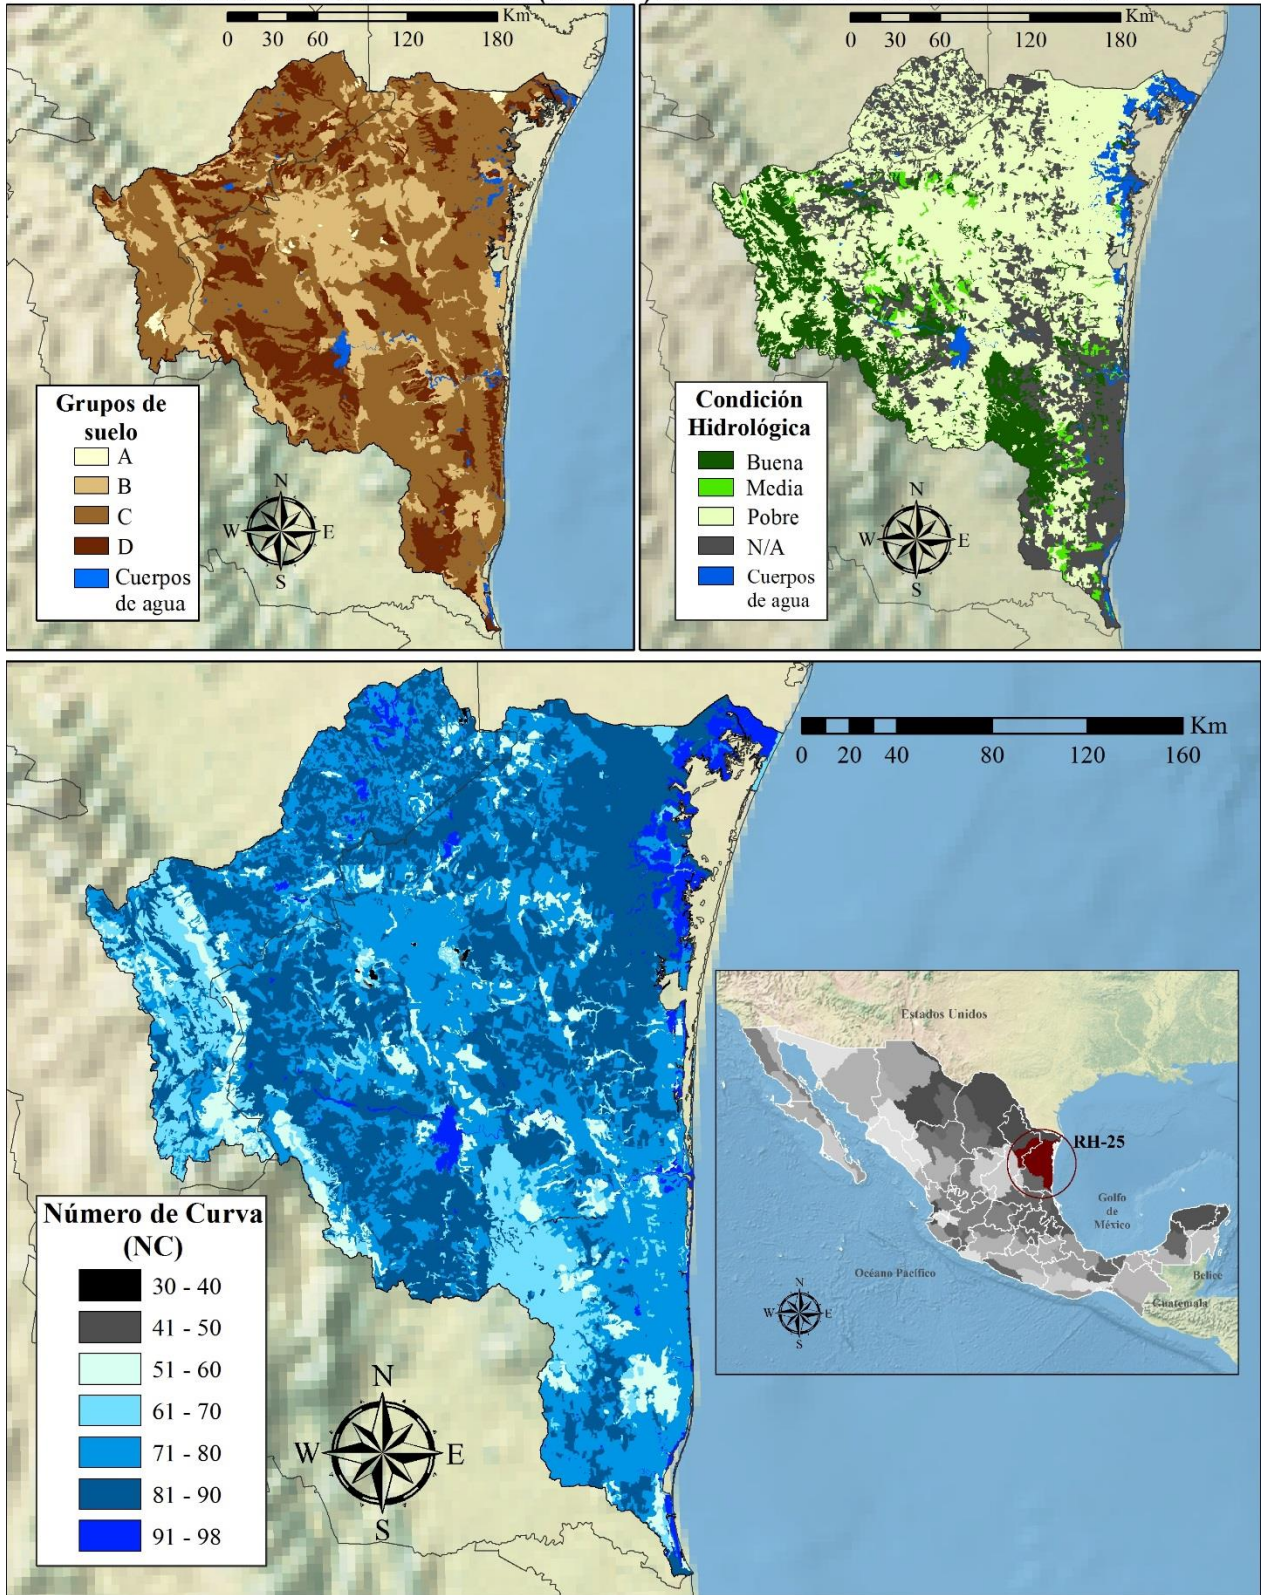 Km
0 30 60 120 180
Grupos de
suelo
A
B
C
D
Cuerpos
de agua
N
W E
S
Km
0 30 60 120 180
Condición
Hidrológica
Buena
Media
Pobre
N/A
Cuerpos
de agua
N
W E
S
Km
0 20 40 80 120 160
Estados Unidos
RH-25
Golfo
de
México
Océano Pacífico
Belice
Guatemala
N
W E
S
Número de Curva
(NC)
30 - 40
41 - 50
51 - 60
61 - 70
71 - 80
81 - 90
91 - 98
N
W E
S